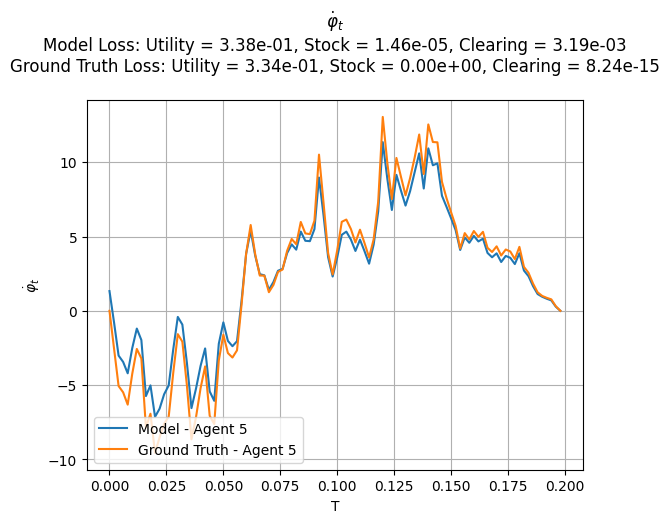 φ̇ₜ
Model Loss: Utility = 3.38e-01, Stock = 1.46e-05, Clearing = 3.19e-03
Ground Truth Loss: Utility = 3.34e-01, Stock = 0.00e+00, Clearing = 8.24e-15
10
5
0
−5
−10
φ̇ₜ
Model - Agent 5
Ground Truth - Agent 5
0.000 0.025 0.050 0.075 0.100 0.125 0.150 0.175 0.200
T